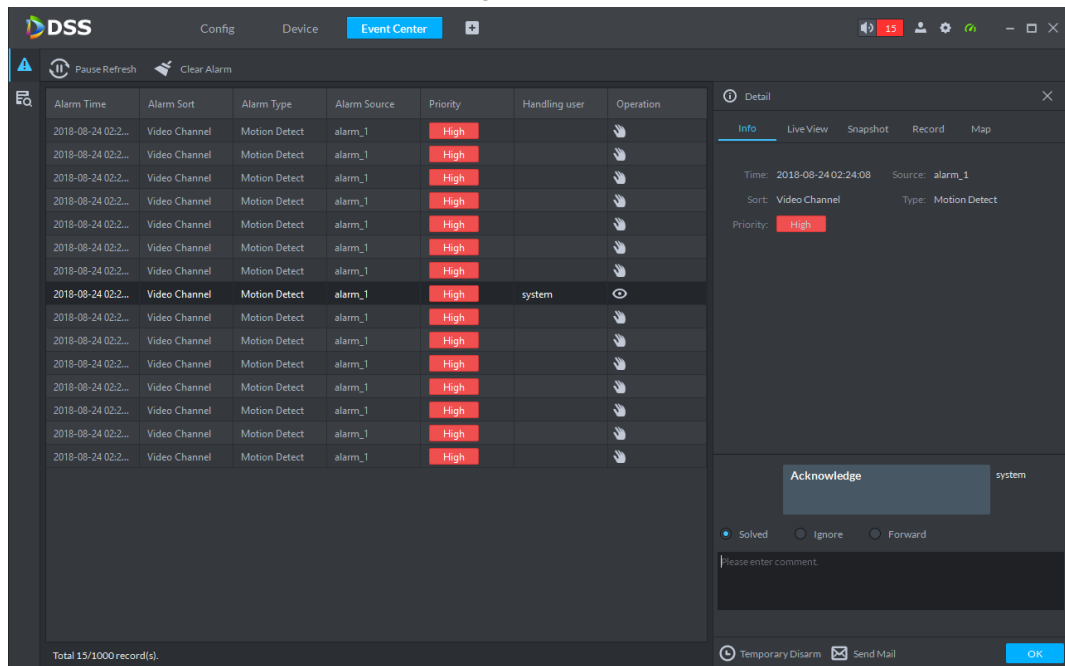 DSS Config Device Event Center 15
Pause Refresh Clear Alarm
Alarm Time Alarm Sort Alarm Type Alarm Source Priority Handling user Operation
2018-08-24 02:2... Video Channel Motion Detect alarm_1 High
2018-08-24 02:2... Video Channel Motion Detect alarm_1 High
2018-08-24 02:2... Video Channel Motion Detect alarm_1 High
2018-08-24 02:2... Video Channel Motion Detect alarm_1 High
2018-08-24 02:2... Video Channel Motion Detect alarm_1 High
2018-08-24 02:2... Video Channel Motion Detect alarm_1 High
2018-08-24 02:2... Video Channel Motion Detect alarm_1 High
2018-08-24 02:2... Video Channel Motion Detect alarm_1 High system
2018-08-24 02:2... Video Channel Motion Detect alarm_1 High
2018-08-24 02:2... Video Channel Motion Detect alarm_1 High
2018-08-24 02:2... Video Channel Motion Detect alarm_1 High
2018-08-24 02:2... Video Channel Motion Detect alarm_1 High
2018-08-24 02:2... Video Channel Motion Detect alarm_1 High
2018-08-24 02:2... Video Channel Motion Detect alarm_1 High
2018-08-24 02:2... Video Channel Motion Detect alarm_1 High
Total 15/1000 record(s).
Detail
Info Live View Snapshot Record Map
Time: 2018-08-24 02:24:08 Source: alarm_1
Sort: Video Channel Type: Motion Detect
Priority: High
Acknowledge system
Solved Ignore Forward
Please enter comment.
Temporary Disarm Send Mail OK